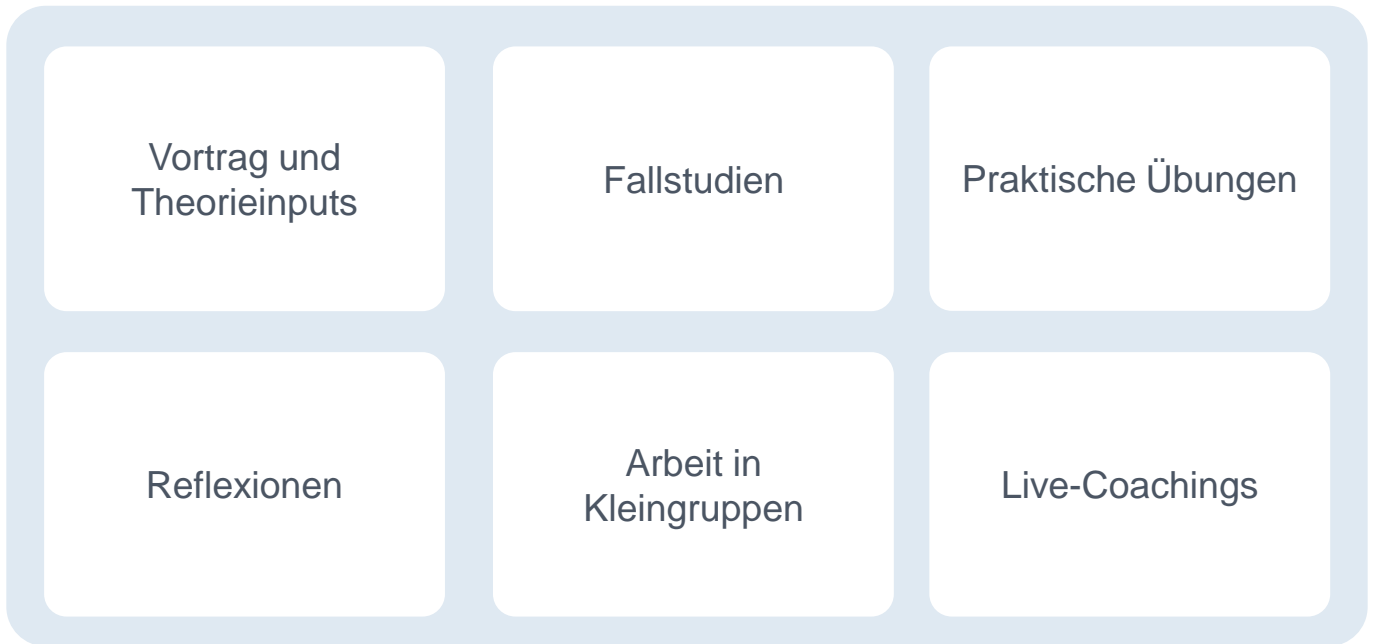 Vortrag und
Theorieinputs
Fallstudien
Praktische Übungen
Reflexionen
Arbeit in
Kleingruppen
Live-Coachings